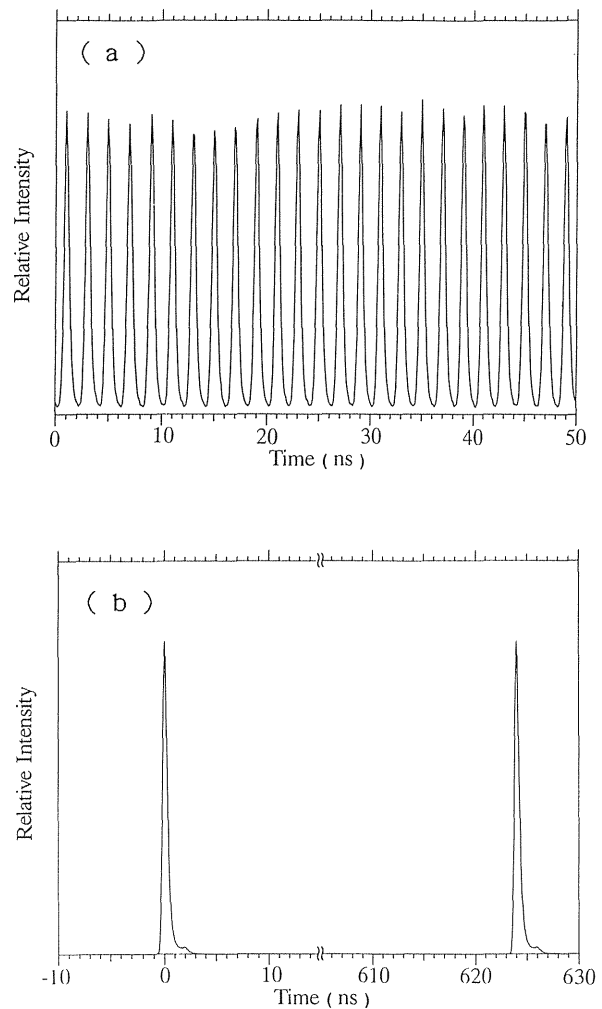 ( a )
Relative Intensity
0 10 20 30 40 50
Time ( ns )
( b )
Relative Intensity
-10 0 10 610 620 630
Time ( ns )